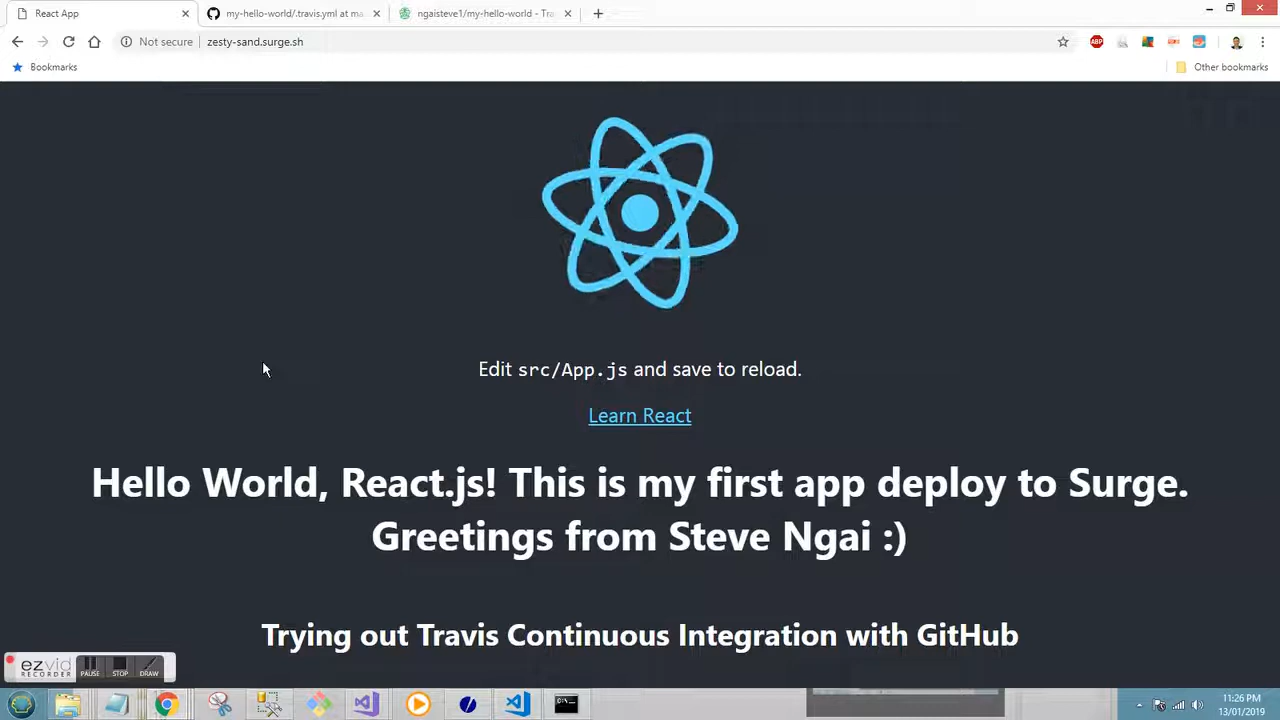 React App
my-hello-world/.travis.yml at ma
ngaisteve1/my-hello-world - Tra
Not secure
zesty-sand.surge.sh
ABP
Bookmarks
Other bookmarks
Edit src/App.js and save to reload.
Learn React
Hello World, React.js! This is my first app deploy to Surge.
Greetings from Steve Ngai :)
Trying out Travis Continuous Integration with GitHub
ezvid
RECORDER
PAUSE
STOP
DRAW
11:26 PM
13/01/2019